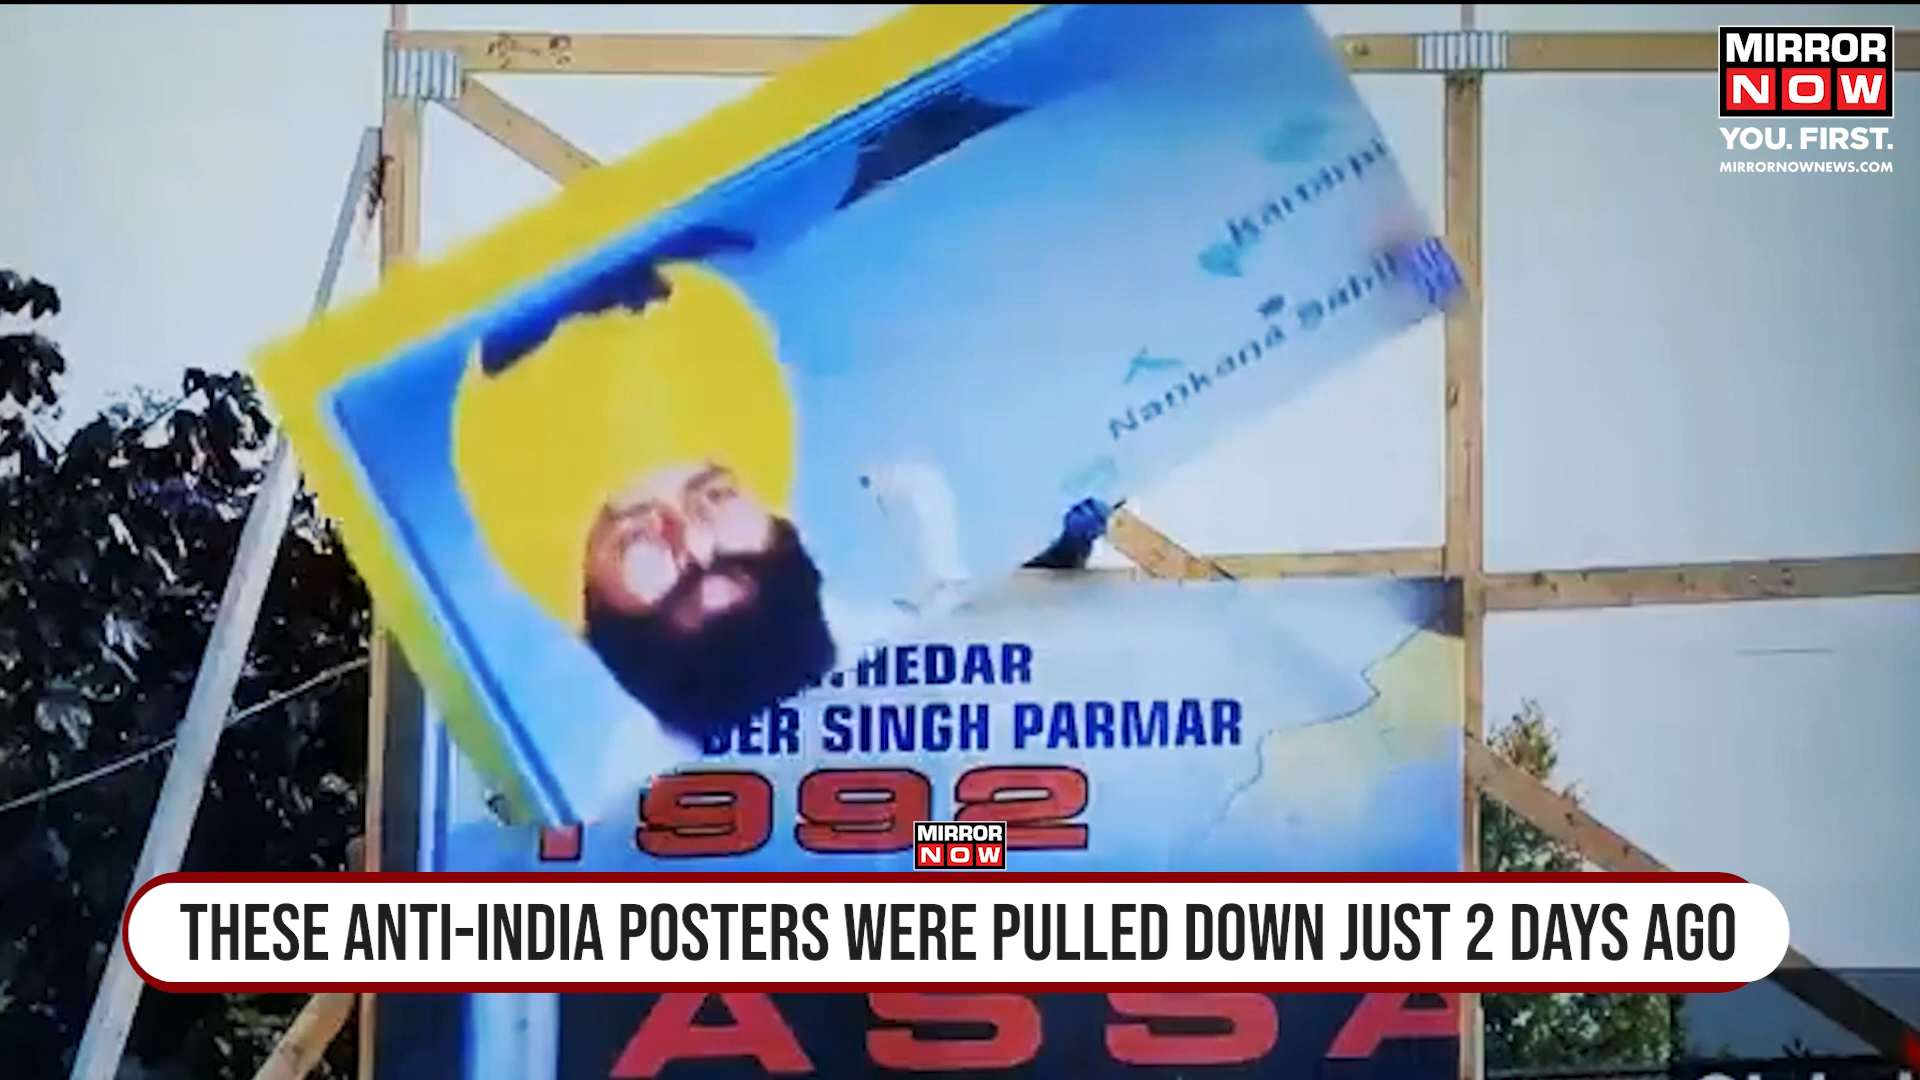 MIRROR
NOW
YOU. FIRST.
MIRRORNOWNEWS.COM
Nankana Sahib
HEDAR
DER SINGH PARMAR
1992
MIRROR
NOW
THESE ANTI-INDIA POSTERS WERE PULLED DOWN JUST 2 DAYS AGO
ASSA